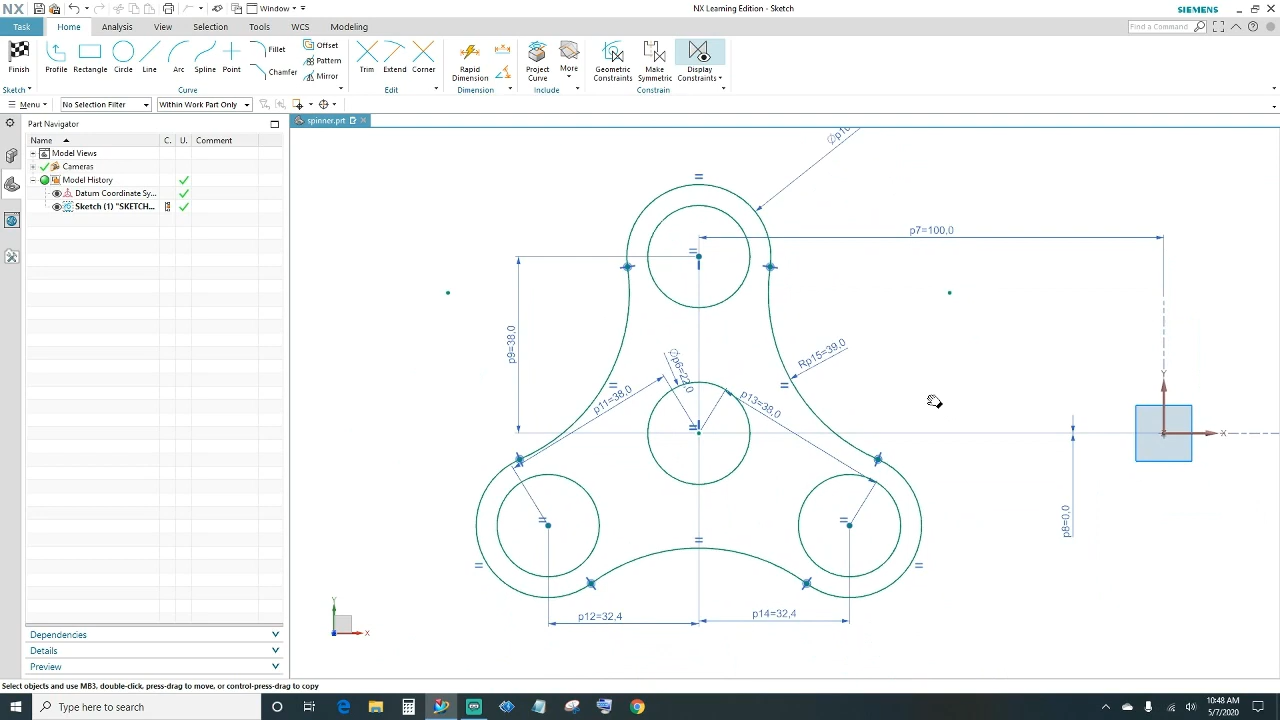 NX
Window
NX Learning Edition - Sketch
SIEMENS
Task
Home
Analysis
View
Selection
Tools
WCS
Modeling
Find a Command
Finish
Profile
Rectangle
Circle
Line
Arc
Spline
Point
Fillet
Chamfer
Offset
Pattern
Mirror
Trim
Extend
Corner
Rapid
Dimension
Project
Curve
More
Geometric
Constraints
Make
Symmetric
Display
Constraints
Sketch
Curve
Edit
Dimension
Include
Constrain
Menu
No Selection Filter
Within Work Part Only
Part Navigator
spinner.prt
Name
C.
U.
Comment
Model Views
Cameras
Model History
Datum Coordinate Sy...
Sketch (1) "SKETCH...
p7=100,0
p9=38,0
Rp15=39,0
Øp6=22,0
p11=38,0
p13=38,0
Y
X
p8=0,0
p12=32,4
p14=32,4
Y
X
Dependencies
Details
Preview
Select objects and use MB3, double-click, press-drag to move, or control-press-drag to copy
Type here to search
10:48 AM
5/7/2020